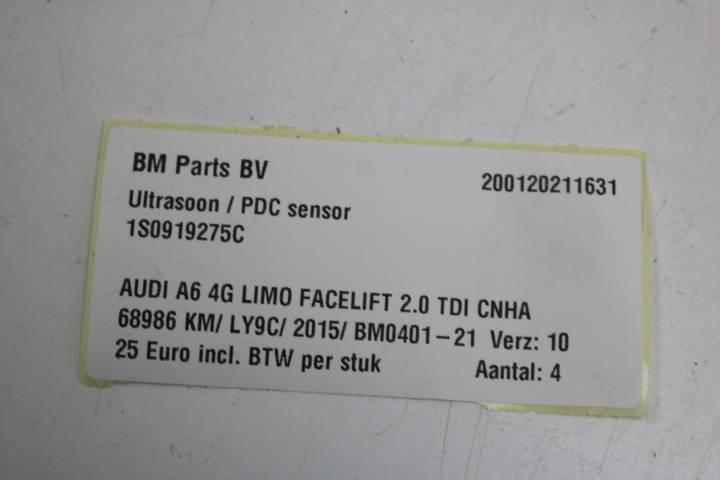 BM Parts BV
200120211631
Ultrasoon / PDC sensor
1S0919275C
AUDI A6 4G LIMO FACELIFT 2.0 TDI CNHA
68986 KM/ LY9C/ 2015/ BM0401-21 Verz: 10
25 Euro incl. BTW per stuk Aantal: 4